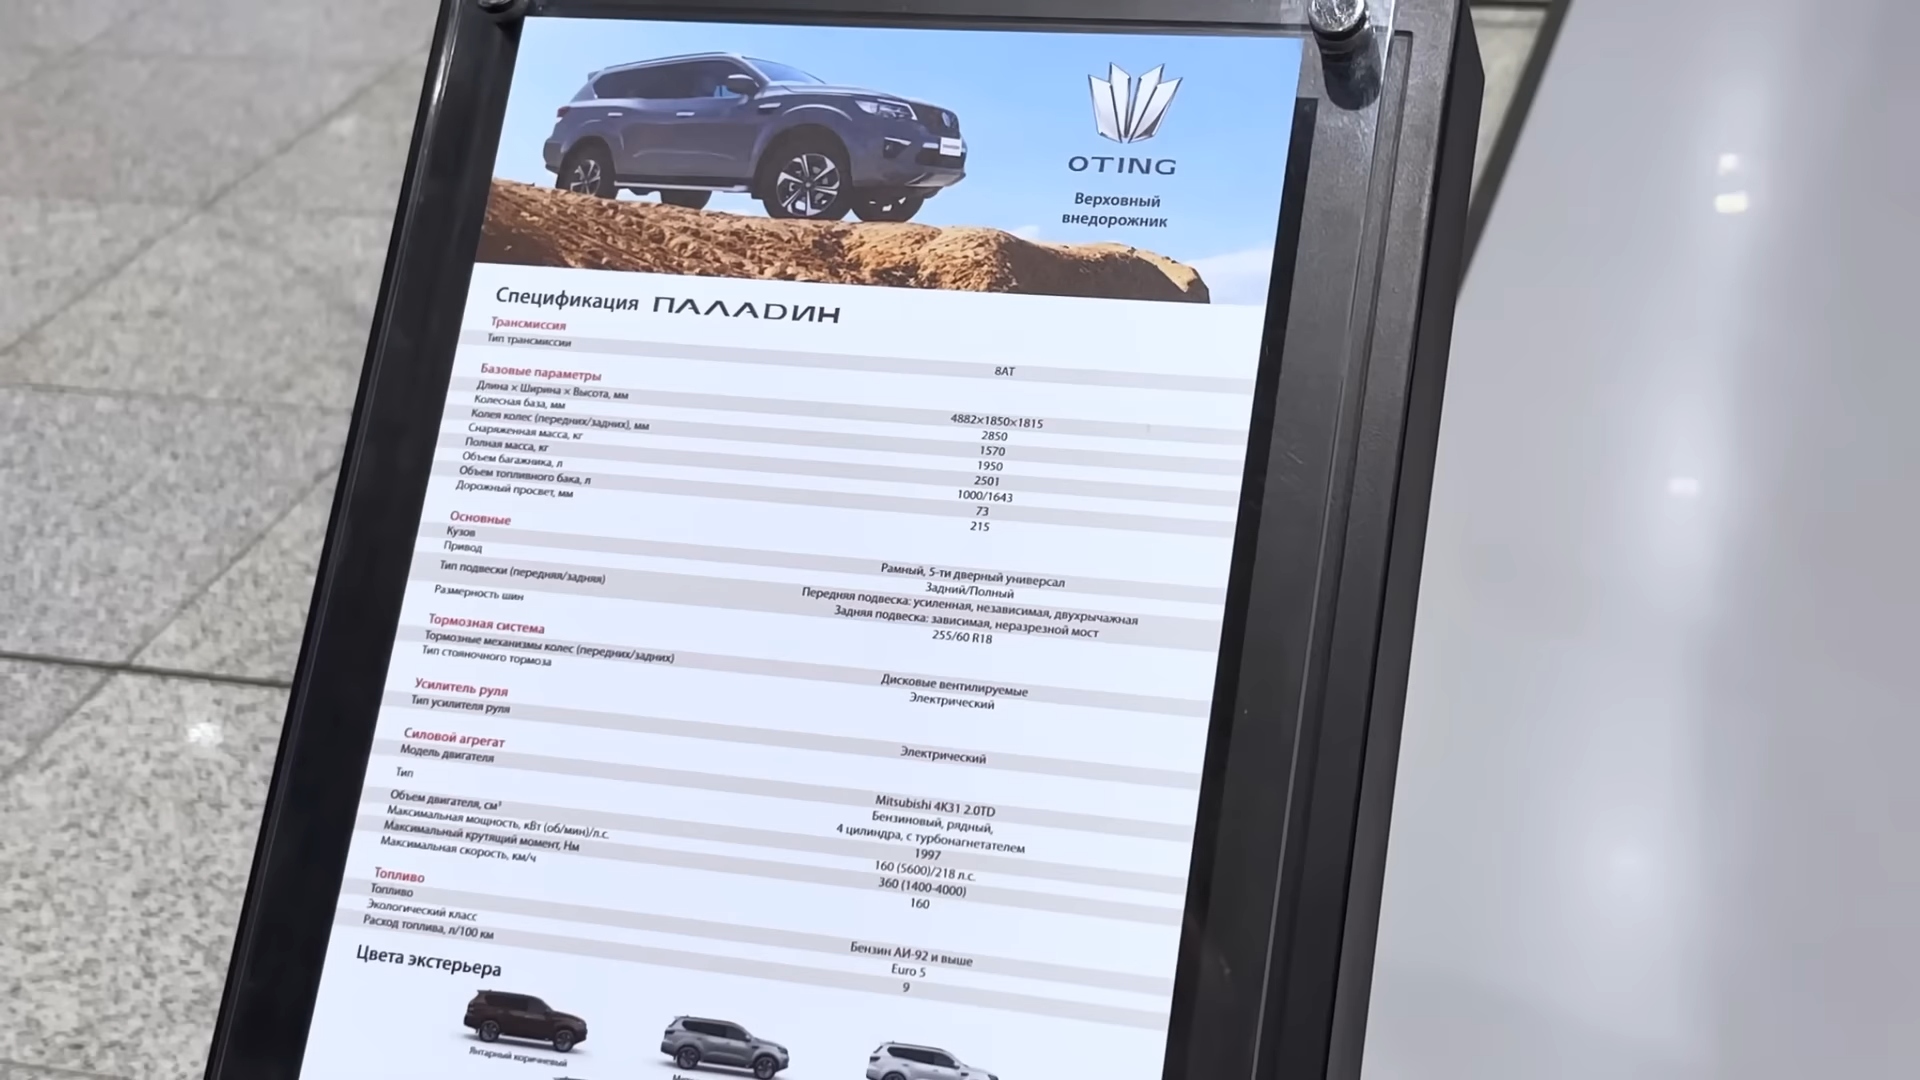 OTING
Верховный
внедорожник
Спецификация ПАЛАДИН
Трансмиссия
Тип трансмиссии 8АТ
Базовые параметры
Длина × Ширина × Высота, мм 4882×1850×1815
Колесная база, мм 2850
Колея колес (передних/задних), мм 1570
Снаряженная масса, кг 1950
Полная масса, кг 2501
Объем багажника, л 1000/1643
Объем топливного бака, л 73
Дорожный просвет, мм 215
Основные
Кузов Рамный, 5-ти дверный универсал
Привод Задний/Полный
Тип подвески (передняя/задняя) Передняя подвеска: усиленная, независимая, двухрычажная
Задняя подвеска: зависимая, неразрезной мост
Размерность шин 255/60 R18
Тормозная система
Тормозные механизмы колес (передних/задних) Дисковые вентилируемые
Тип стояночного тормоза Электрический
Усилитель руля
Тип усилителя руля Электрический
Силовой агрегат
Модель двигателя Mitsubishi 4K31 2.0TD
Тип Бензиновый, рядный,
4 цилиндра, с турбонагнетателем
Объем двигателя, см³ 1997
Максимальная мощность, кВт (об/мин)/л.с. 160 (5600)/218 л.с.
Максимальный крутящий момент, Нм 360 (1400-4000)
Максимальная скорость, км/ч 160
Топливо
Топливо Бензин АИ-92 и выше
Экологический класс Euro 5
Расход топлива, л/100 км 9
Цвета экстерьера
Янтарный коричневый